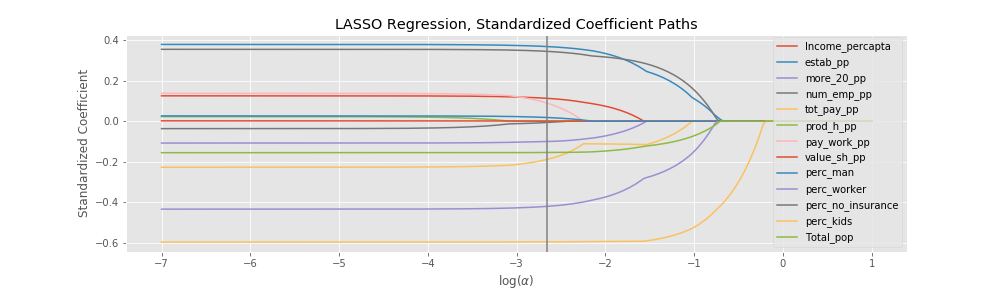 LASSO Regression, Standardized Coefficient Paths
Standardized Coefficient
0.4
0.2
0.0
−0.2
−0.4
−0.6
−7
−6
−5
−4
−3
−2
−1
0
1
log(α)
Income_percapta
estab_pp
more_20_pp
num_emp_pp
tot_pay_pp
prod_h_pp
pay_work_pp
value_sh_pp
perc_man
perc_worker
perc_no_insurance
perc_kids
Total_pop